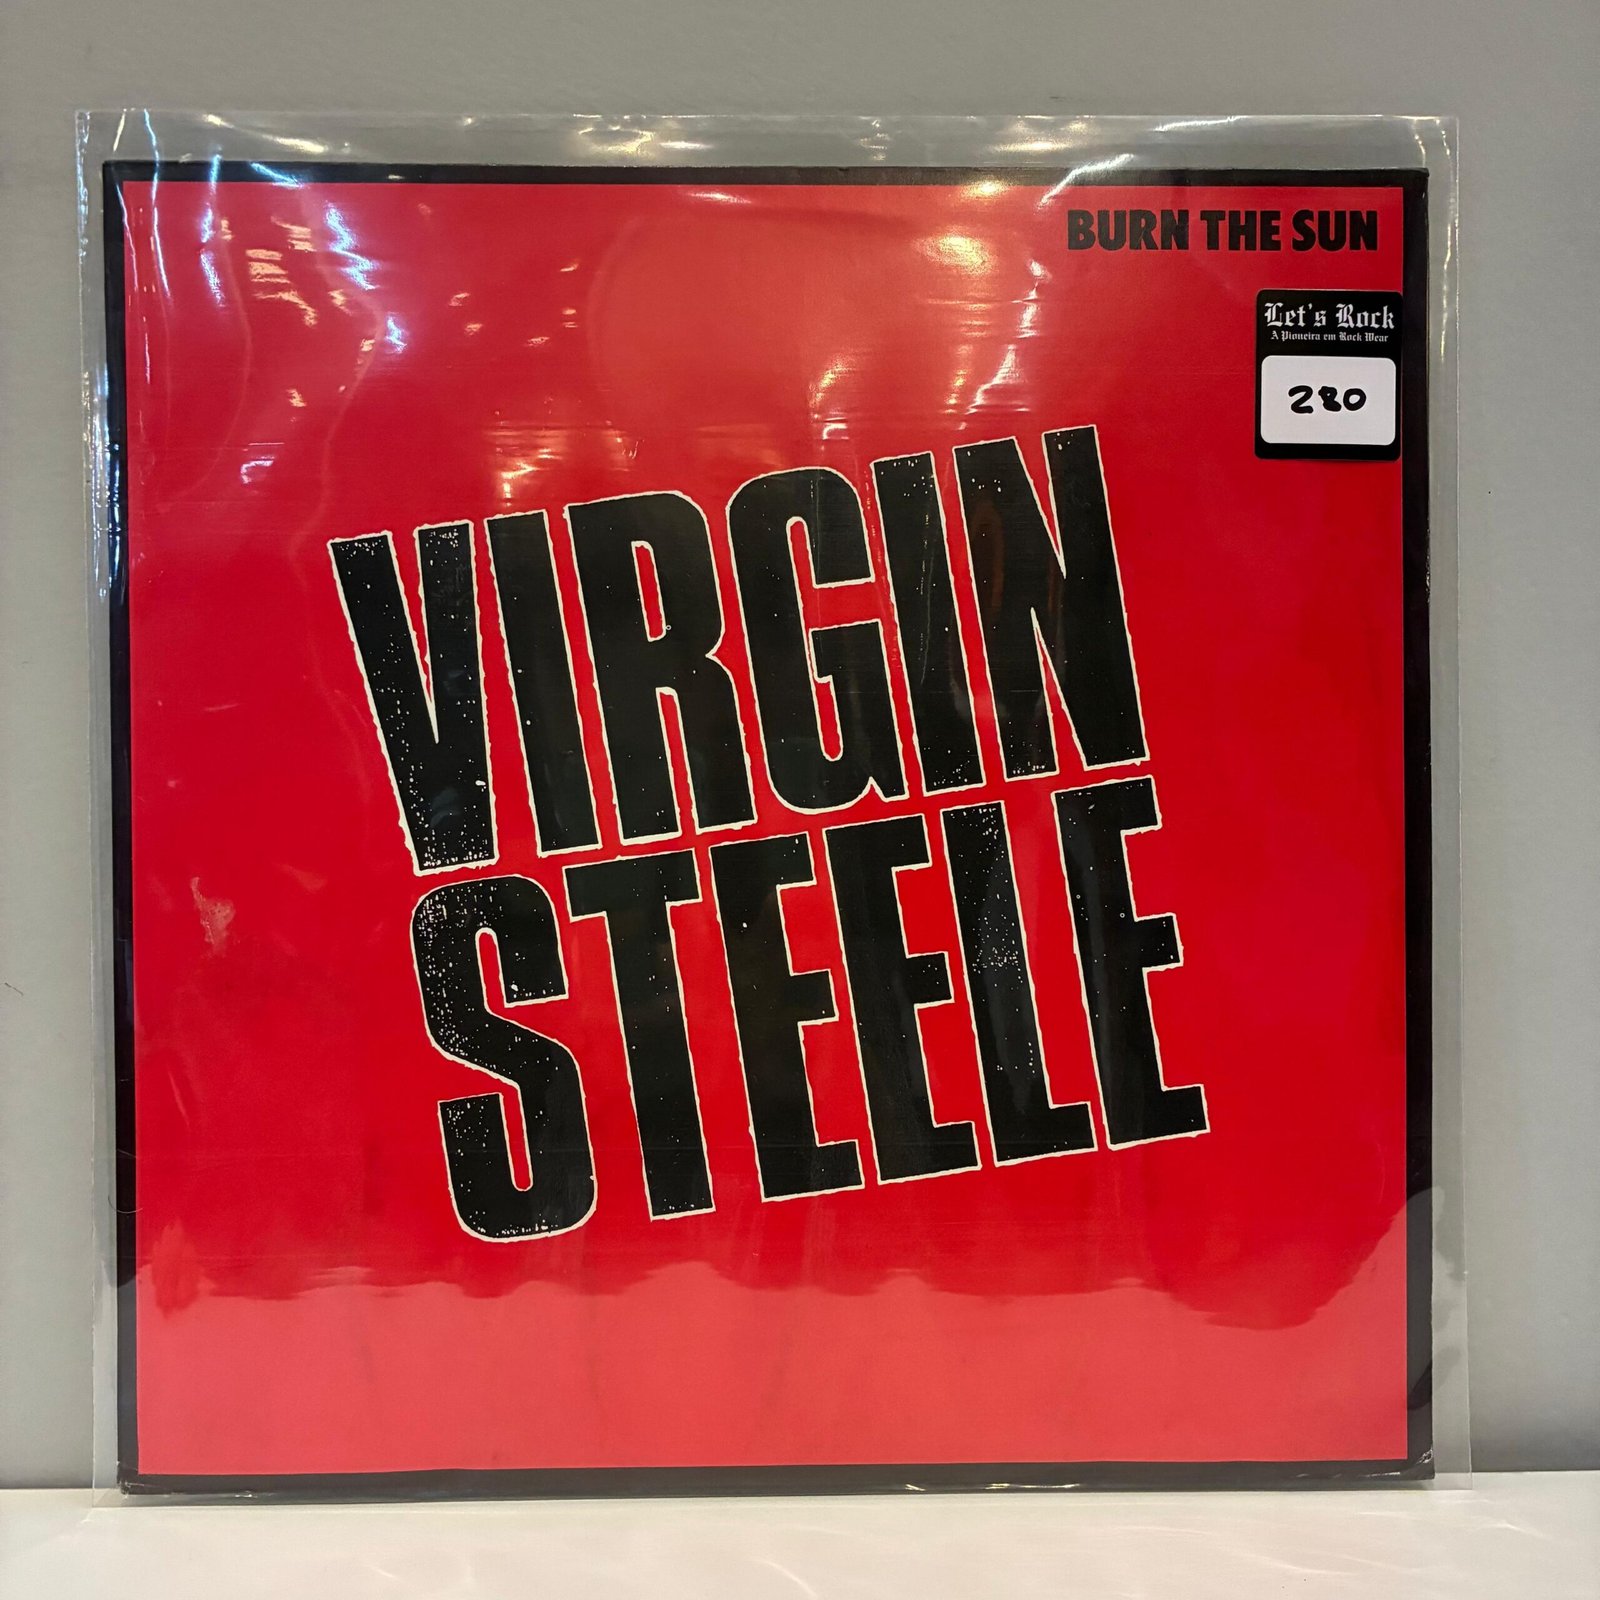 BURN THE SUN
Let's Rock
A Pioneira em Rock Wear
280
VIRGIN
STEELE